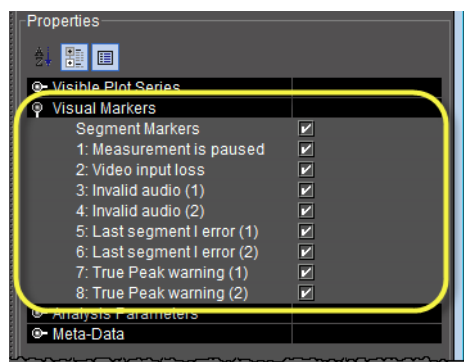 Properties
Visible Plot Series
Visual Markers
Segment Markers
1: Measurement is paused
2: Video input loss
3: Invalid audio (1)
4: Invalid audio (2)
5: Last segment I error (1)
6: Last segment I error (2)
7: True Peak warning (1)
8: True Peak warning (2)
Analysis Parameters
Meta-Data